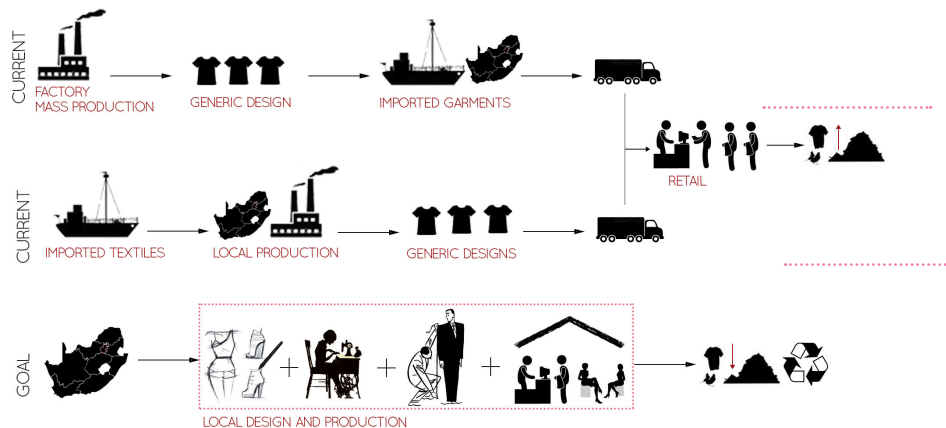 CURRENT
FACTORY
MASS PRODUCTION
GENERIC DESIGN
IMPORTED GARMENTS
RETAIL
CURRENT
IMPORTED TEXTILES
LOCAL PRODUCTION
GENERIC DESIGNS
GOAL
LOCAL DESIGN AND PRODUCTION